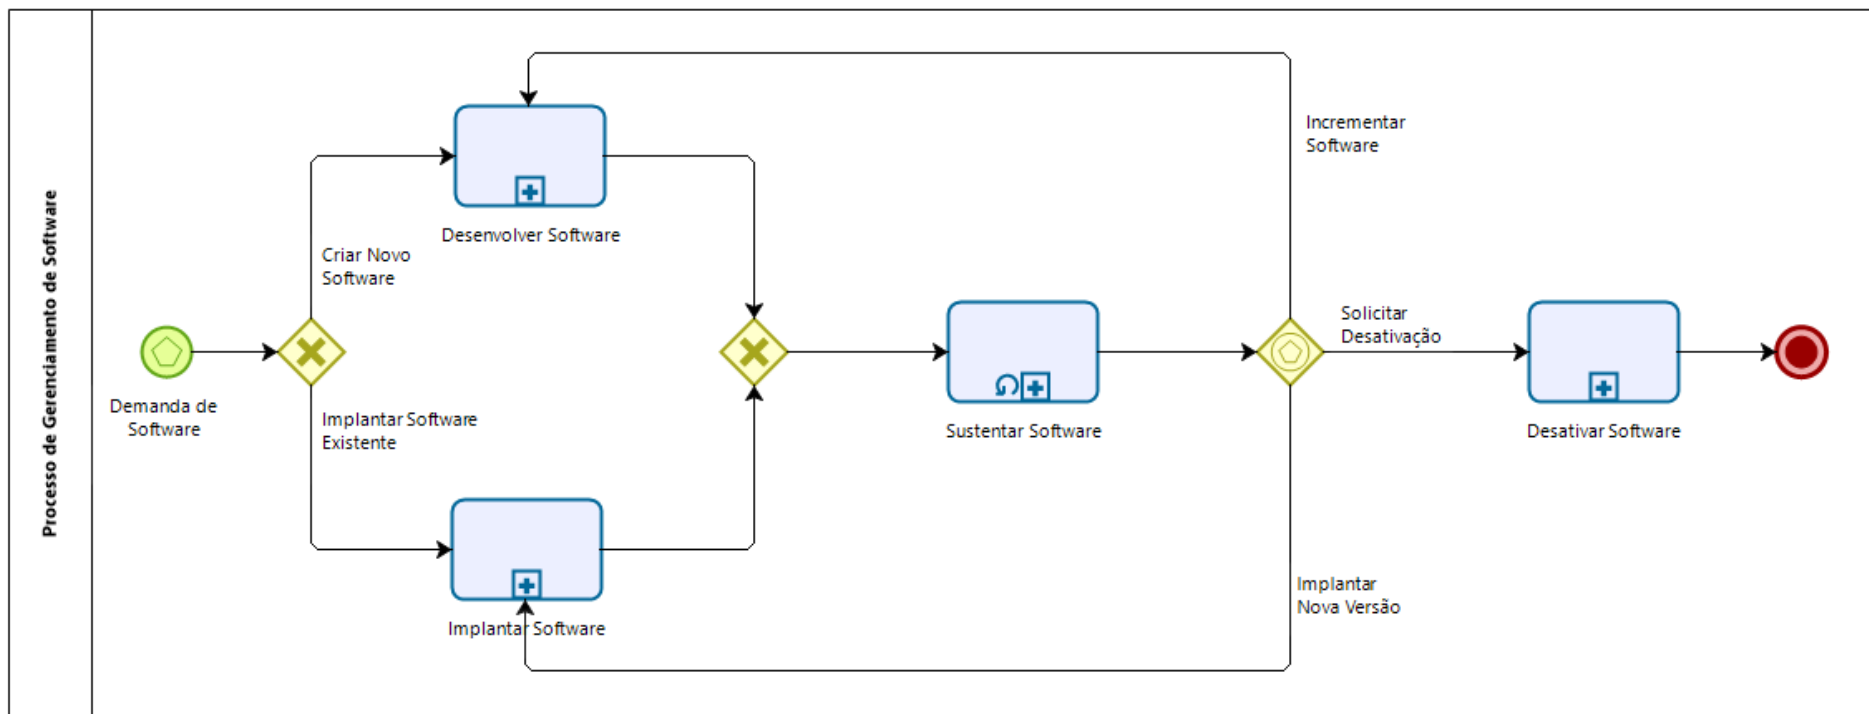 Processo de Gerenciamento de Software
Demanda de
Software
Criar Novo
Software
Implantar Software
Existente
Desenvolver Software
Implantar Software
Sustentar Software
Incrementar
Software
Solicitar
Desativação
Implantar
Nova Versão
Desativar Software